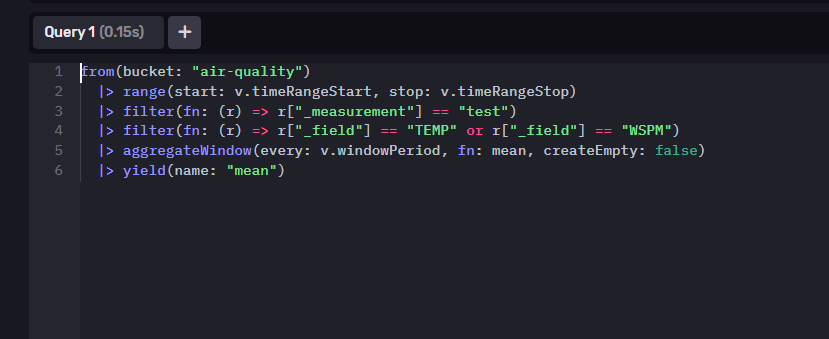 Query 1 (0.15s) +
1 from(bucket: "air-quality")
2 |> range(start: v.timeRangeStart, stop: v.timeRangeStop)
3 |> filter(fn: (r) => r["_measurement"] == "test")
4 |> filter(fn: (r) => r["_field"] == "TEMP" or r["_field"] == "WSPM")
5 |> aggregateWindow(every: v.windowPeriod, fn: mean, createEmpty: false)
6 |> yield(name: "mean")